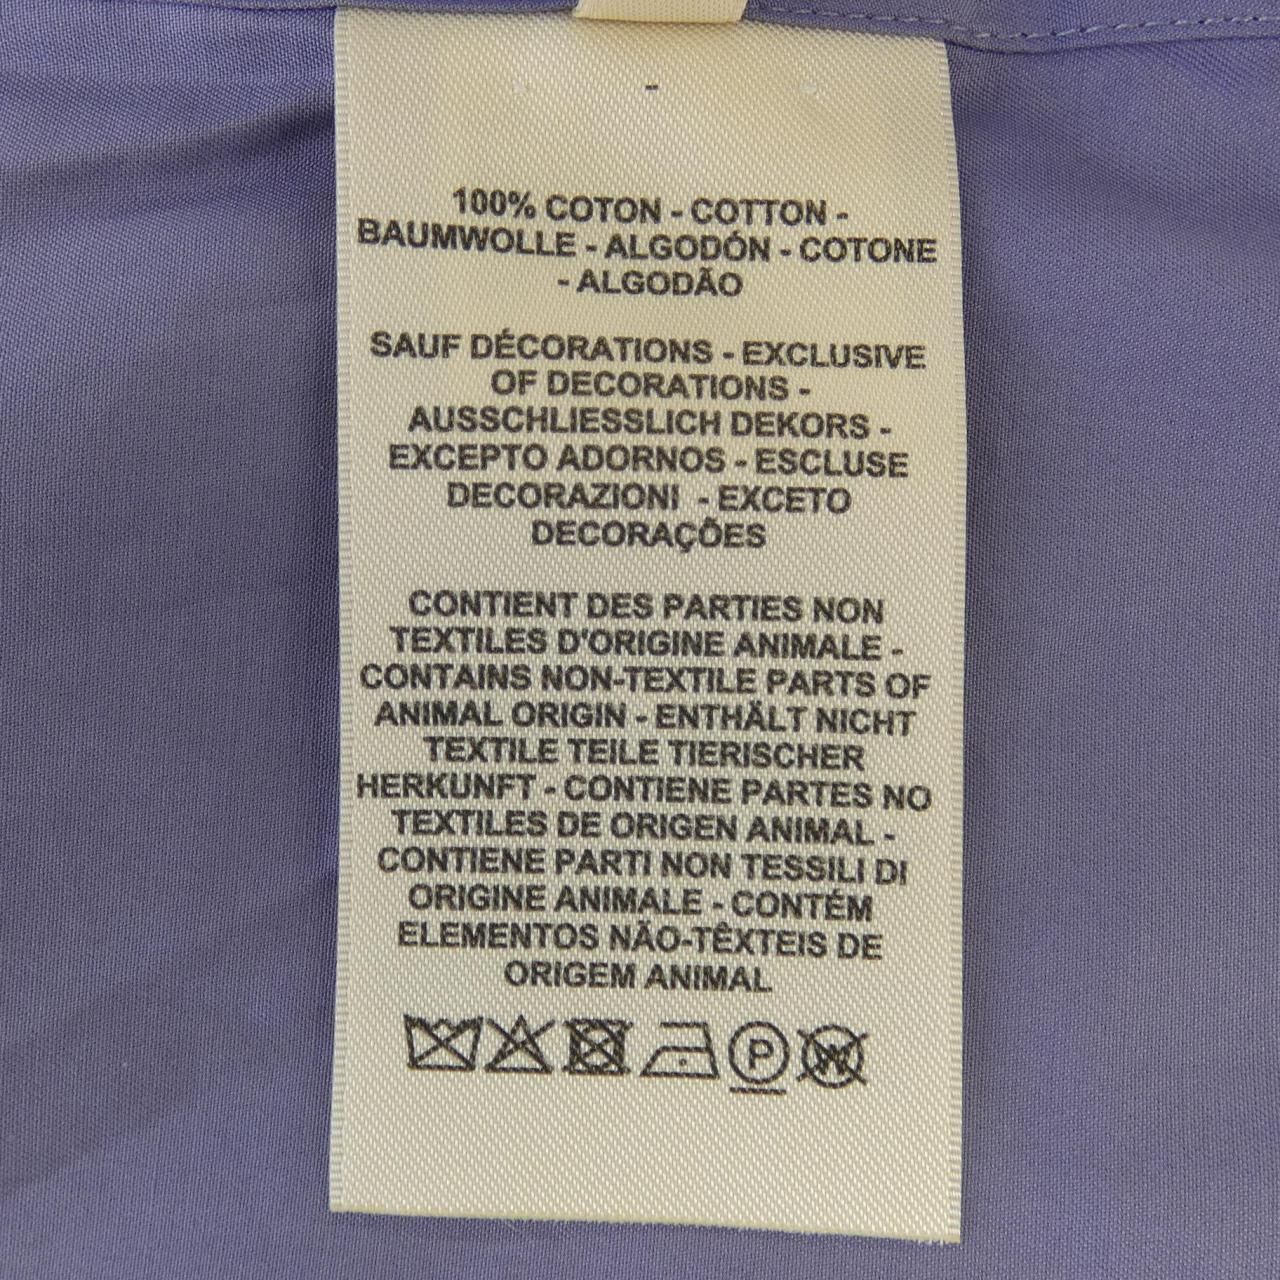 -
100% COTON - COTTON -
BAUMWOLLE - ALGODÓN - COTONE
- ALGODÃO
SAUF DÉCORATIONS - EXCLUSIVE
OF DECORATIONS -
AUSSCHLIESSLICH DEKORS -
EXCEPTO ADORNOS - ESCLUSE
DECORAZIONI - EXCETO
DECORAÇÕES
CONTIENT DES PARTIES NON
TEXTILES D'ORIGINE ANIMALE -
CONTAINS NON-TEXTILE PARTS OF
ANIMAL ORIGIN - ENTHÄLT NICHT
TEXTILE TEILE TIERISCHER
HERKUNFT - CONTIENE PARTES NO
TEXTILES DE ORIGEN ANIMAL -
CONTIENE PARTI NON TESSILI DI
ORIGINE ANIMALE - CONTÉM
ELEMENTOS NÃO-TÊXTEIS DE
ORIGEM ANIMAL
P W